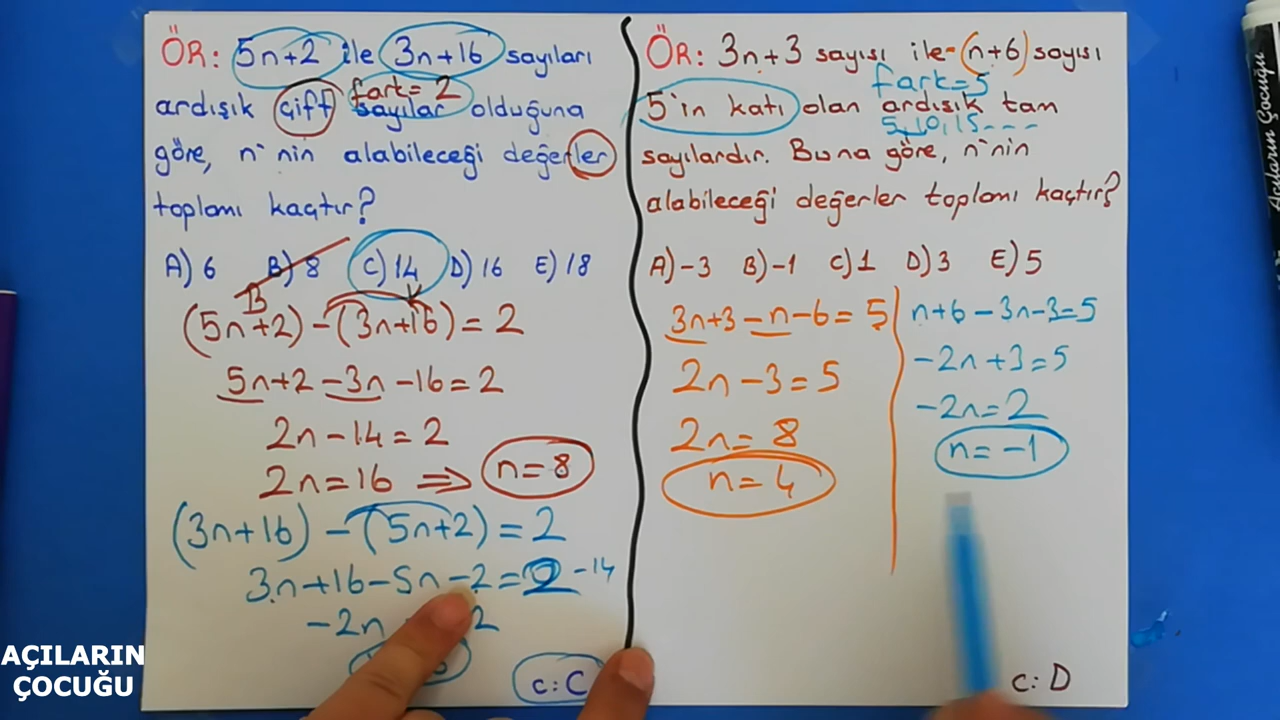 ÖR: 5n+2 ile 3n+16 sayıları
fark=2
ardışık çift sayılar olduğuna
göre, n'nin alabileceği değerler
toplamı kaçtır?
A) 6 B) 8 C) 14 D) 16 E) 18
B
(5n+2) - (3n+16) = 2
5n+2 -3n -16 = 2
2n - 14 = 2
2n = 16 ⇒ n=8
(3n+16) - (5n+2) = 2
3n+16-5n-2=2 -14
-2n 2
c: C
ÖR: 3n+3 sayısı ile (n+6) sayısı
fark=5
5'in katı olan ardışık tam
5,10,15----
sayılardır. Buna göre, n'nin
alabileceği değerler toplamı kaçtır?
A) -3 B) -1 C) 1 D) 3 E) 5
3n+3 -n -6 = 5
2n - 3 = 5
2n = 8
n = 4
n+6 -3n-3=5
-2n+3=5
-2n=2
n=-1
c: D
Açıların Çocuğu
AÇILARIN
ÇOCUĞU